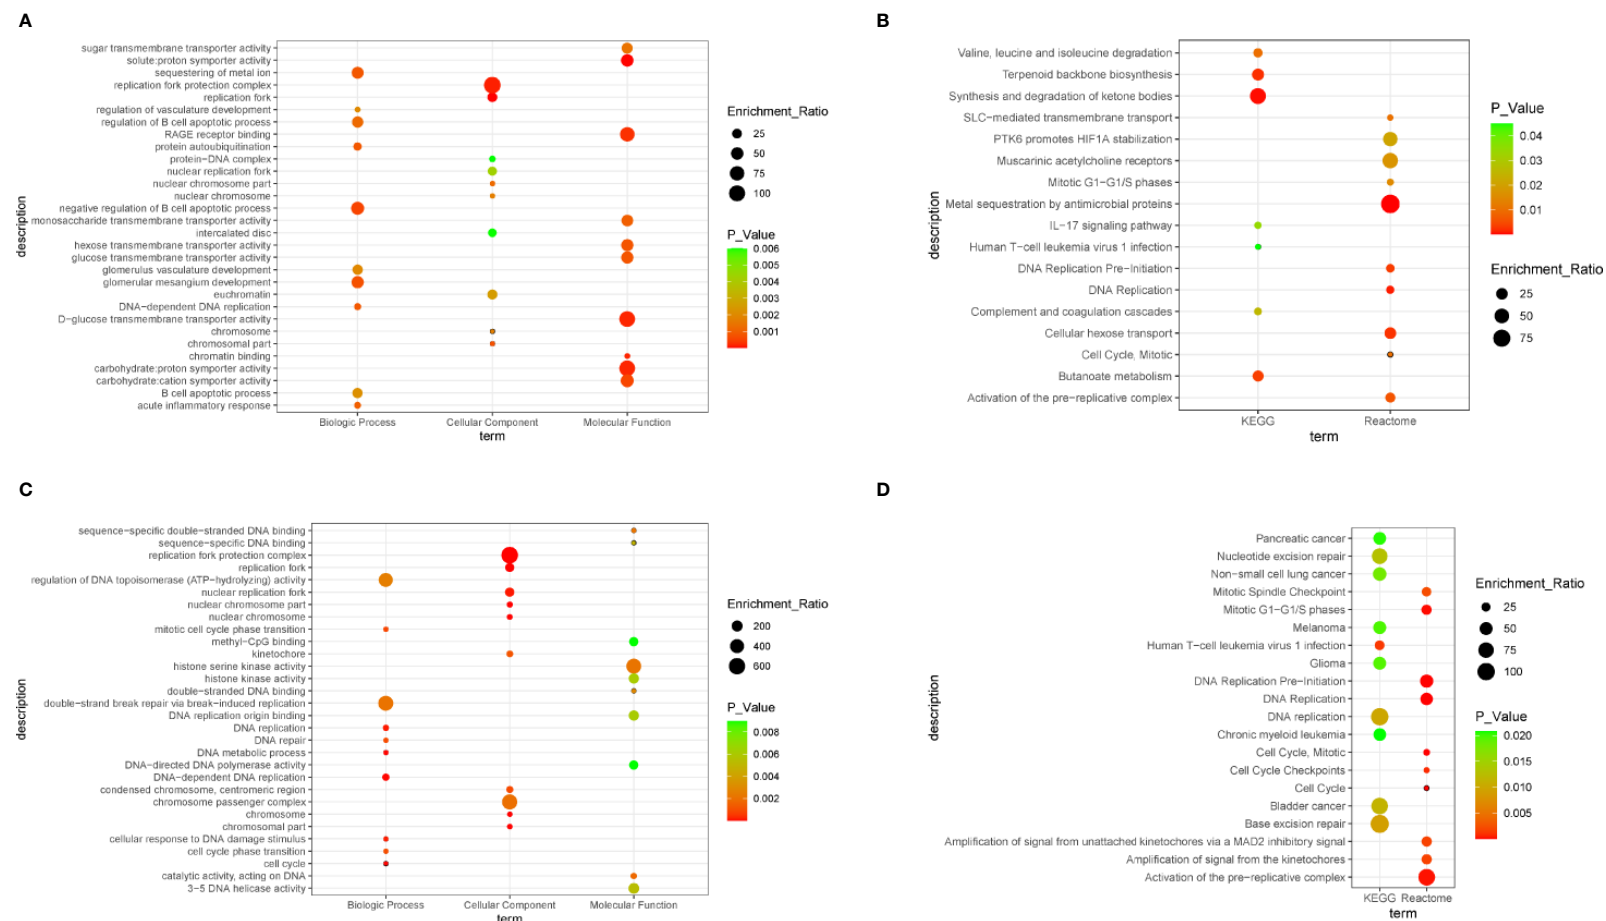 A
sugar transmembrane transporter activity
solute:proton symporter activity
sequestering of metal ion
replication fork protection complex
replication fork
regulation of vasculature development
regulation of B cell apoptotic process
RAGE receptor binding
protein autoubiquitination
protein−DNA complex
nuclear replication fork
nuclear chromosome part
nuclear chromosome
negative regulation of B cell apoptotic process
monosaccharide transmembrane transporter activity
intercalated disc
hexose transmembrane transporter activity
glucose transmembrane transporter activity
glomerulus vasculature development
glomerular mesangium development
euchromatin
DNA−dependent DNA replication
D−glucose transmembrane transporter activity
chromosome
chromosomal part
chromatin binding
carbohydrate:proton symporter activity
carbohydrate:cation symporter activity
B cell apoptotic process
acute inflammatory response
description
Biologic Process Cellular Component Molecular Function
term
Enrichment_Ratio
25
50
75
100
P_Value
0.006
0.005
0.004
0.003
0.002
0.001
B
Valine, leucine and isoleucine degradation
Terpenoid backbone biosynthesis
Synthesis and degradation of ketone bodies
SLC−mediated transmembrane transport
PTK6 promotes HIF1A stabilization
Muscarinic acetylcholine receptors
Mitotic G1−G1/S phases
Metal sequestration by antimicrobial proteins
IL−17 signaling pathway
Human T−cell leukemia virus 1 infection
DNA Replication Pre−Initiation
DNA Replication
Complement and coagulation cascades
Cellular hexose transport
Cell Cycle, Mitotic
Butanoate metabolism
Activation of the pre−replicative complex
description
KEGG Reactome
term
P_Value
0.04
0.03
0.02
0.01
Enrichment_Ratio
25
50
75
C
sequence−specific double−stranded DNA binding
sequence−specific DNA binding
replication fork protection complex
replication fork
regulation of DNA topoisomerase (ATP−hydrolyzing) activity
nuclear replication fork
nuclear chromosome part
nuclear chromosome
mitotic cell cycle phase transition
methyl−CpG binding
kinetochore
histone serine kinase activity
histone kinase activity
double−stranded DNA binding
double−strand break repair via break−induced replication
DNA replication origin binding
DNA replication
DNA repair
DNA metabolic process
DNA−directed DNA polymerase activity
DNA−dependent DNA replication
condensed chromosome, centromeric region
chromosome passenger complex
chromosome
chromosomal part
cellular response to DNA damage stimulus
cell cycle phase transition
cell cycle
catalytic activity, acting on DNA
3−5 DNA helicase activity
description
Biologic Process Cellular Component Molecular Function
term
Enrichment_Ratio
200
400
600
P_Value
0.008
0.006
0.004
0.002
D
Pancreatic cancer
Nucleotide excision repair
Non−small cell lung cancer
Mitotic Spindle Checkpoint
Mitotic G1−G1/S phases
Melanoma
Human T−cell leukemia virus 1 infection
Glioma
DNA Replication Pre−Initiation
DNA Replication
DNA replication
Chronic myeloid leukemia
Cell Cycle, Mitotic
Cell Cycle Checkpoints
Cell Cycle
Bladder cancer
Base excision repair
Amplification of signal from unattached kinetochores via a MAD2 inhibitory signal
Amplification of signal from the kinetochores
Activation of the pre−replicative complex
description
KEGG Reactome
term
Enrichment_Ratio
25
50
75
100
P_Value
0.020
0.015
0.010
0.005